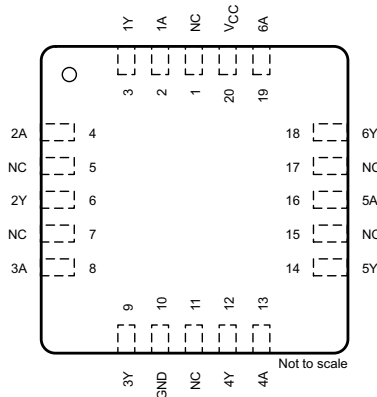 1Y 1A NC VCC 6A
3 2 1 20 19
2A 4 18 6Y
NC 5 17 NC
2Y 6 16 5A
NC 7 15 NC
3A 8 14 5Y
9 10 11 12 13
3Y GND NC 4Y 4A
Not to scale